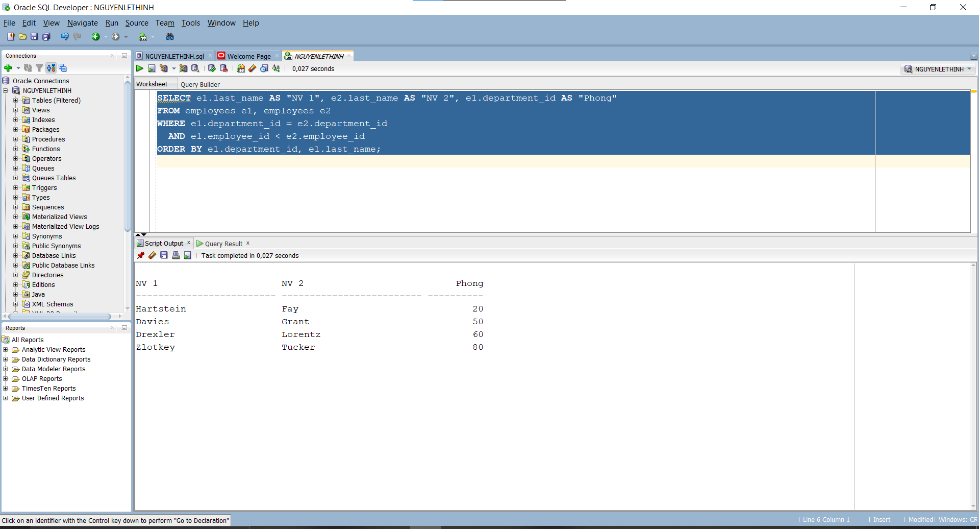 Oracle SQL Developer : NGUYENLETHINH
File Edit View Navigate Run Source Team Tools Window Help
Connections
Oracle Connections
NGUYENLETHINH
Tables (Filtered)
Views
Indexes
Packages
Procedures
Functions
Operators
Queues
Queues Tables
Triggers
Types
Sequences
Materialized Views
Materialized View Logs
Synonyms
Public Synonyms
Database Links
Public Database Links
Directories
Editions
Java
XML Schemas
Reports
All Reports
Analytic View Reports
Data Dictionary Reports
Data Modeler Reports
OLAP Reports
TimesTen Reports
User Defined Reports
NGUYENLETHINH.sql Welcome Page NGUYENLETHINH
0,027 seconds NGUYENLETHINH
Worksheet Query Builder
SELECT e1.last_name AS "NV 1", e2.last_name AS "NV 2", e1.department_id AS "Phong"
FROM employees e1, employees e2
WHERE e1.department_id = e2.department_id
AND e1.employee_id < e2.employee_id
ORDER BY e1.department_id, e1.last_name;
Script Output × Query Result ×
Task completed in 0,027 seconds
NV 1 NV 2 Phong
Hartstein Fay 20
Davies Grant 50
Drexler Lorentz 60
Zlotkey Tucker 80
Click on an identifier with the Control key down to perform "Go to Declaration" Line 6 Column 1 Insert Modified Windows: CR